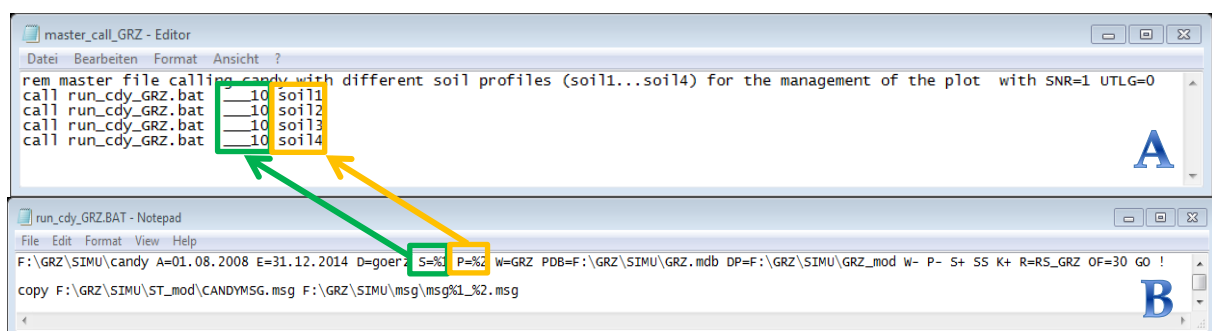 master_call_GRZ - Editor
Datei Bearbeiten Format Ansicht ?
rem master file calling candy with different soil profiles (soil1...soil4) for the management of the plot  with SNR=1 UTLG=0
call run_cdy_GRZ.bat  ___10 soil1
call run_cdy_GRZ.bat  ___10 soil2
call run_cdy_GRZ.bat  ___10 soil3
call run_cdy_GRZ.bat  ___10 soil4
A
run_cdy_GRZ.BAT - Notepad
File Edit Format View Help
F:\GRZ\SIMU\candy A=01.08.2008 E=31.12.2014 D=goerz S=%1 P=%2 W=GRZ PDB=F:\GRZ\SIMU\GRZ.mdb DP=F:\GRZ\SIMU\GRZ_mod W- P- S+ SS K+ R=RS_GRZ OF=30 GO !
copy F:\GRZ\SIMU\ST_mod\CANDYMSG.msg F:\GRZ\SIMU\msg\msg%1_%2.msg
B